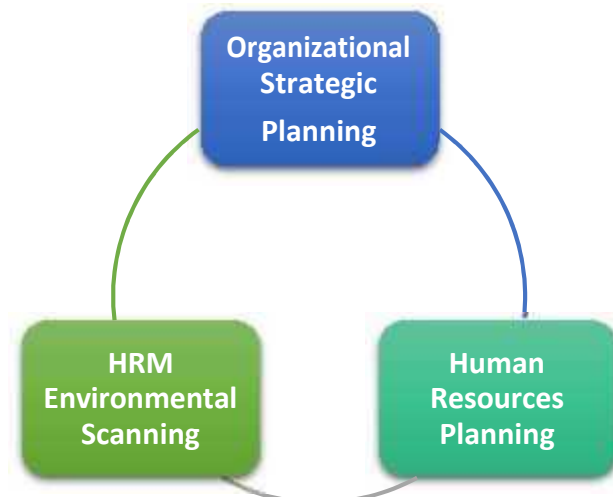 Organizational
Strategic
Planning
HRM
Environmental
Scanning
Human
Resources
Planning